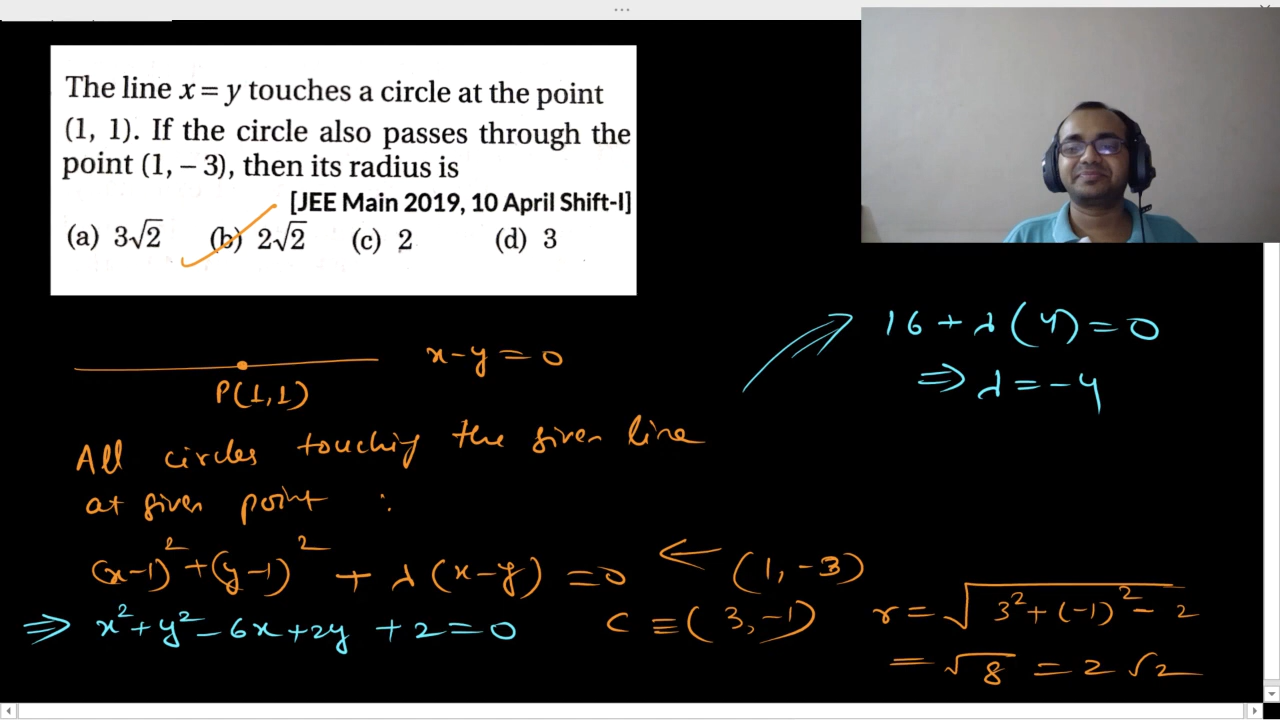 The line x = y touches a circle at the point
(1, 1). If the circle also passes through the
point (1, – 3), then its radius is
[JEE Main 2019, 10 April Shift-I]
(a) 3√2 (b) 2√2 (c) 2 (d) 3
x-y=0
P(1,1)
All circles touching the given line
at given point :
(x-1)² + (y-1)² + λ(x-y) = 0 ← (1,-3)
16 + λ(4) = 0
⇒ λ = -4
⇒ x² + y² - 6x + 2y + 2 = 0
C ≡ (3,-1)
r = √(3² + (-1)² - 2)
= √8 = 2√2